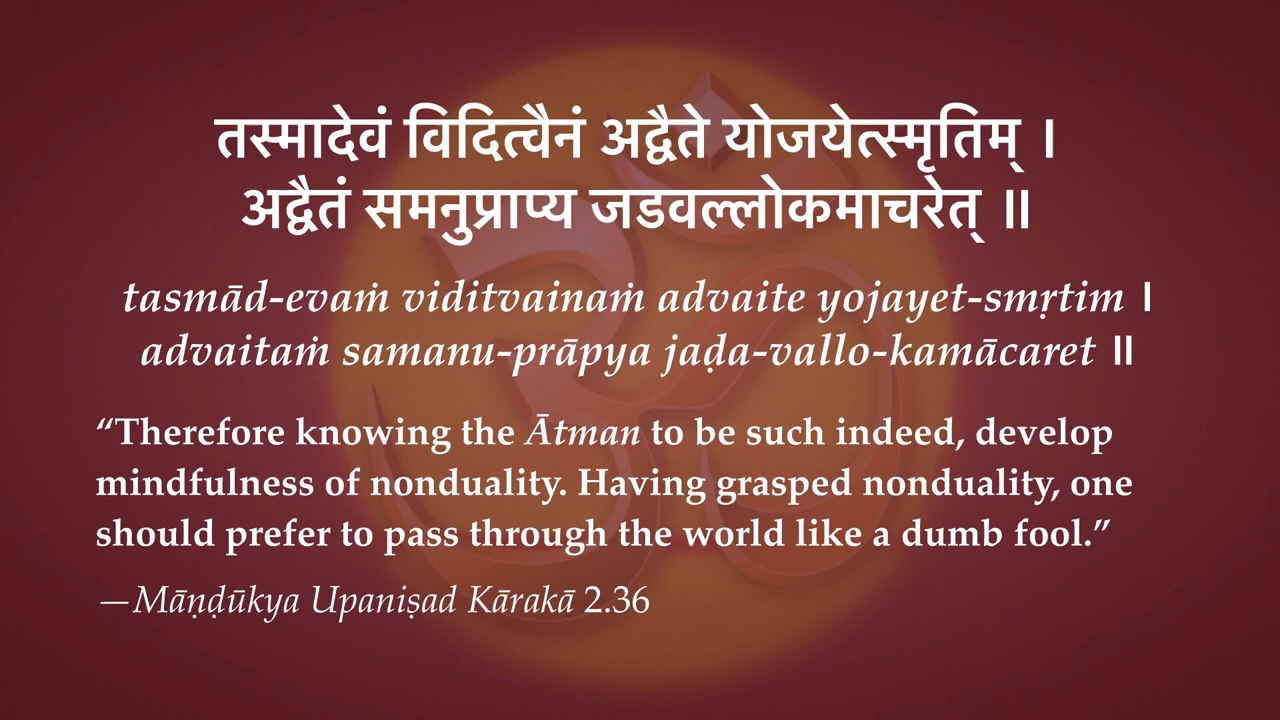 तस्मादेवं विदित्वैनं अद्वैते योजयेत्स्मृतिम् ।
अद्वैतं समनुप्राप्य जडवल्लोकमाचरेत् ॥
tasmād-evaṁ viditvainaṁ advaite yojayet-smṛtim ।
advaitaṁ samanu-prāpya jaḍa-vallo-kamācaret ॥
“Therefore knowing the Ātman to be such indeed, develop
mindfulness of nonduality. Having grasped nonduality, one
should prefer to pass through the world like a dumb fool.”
—Māṇḍūkya Upaniṣad Kārakā 2.36